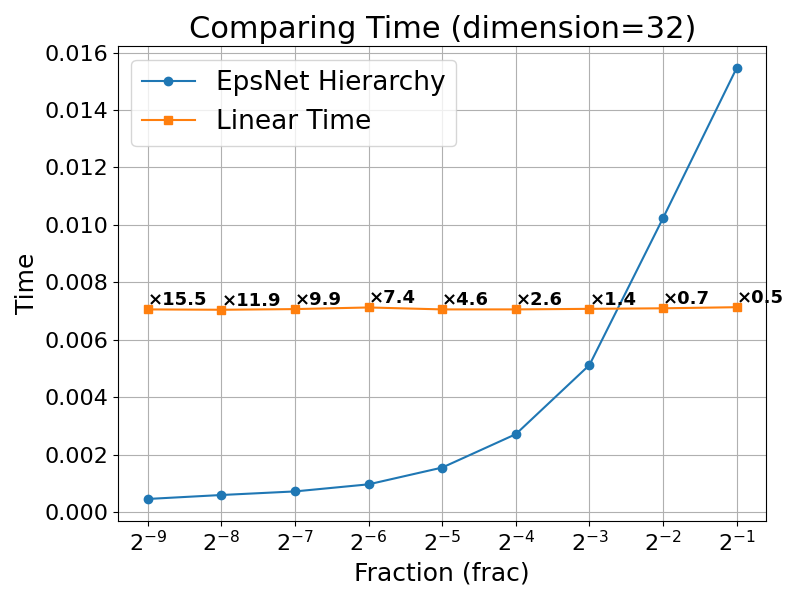 Comparing Time (dimension=32)
EpsNet Hierarchy
Linear Time
Time
0.016
0.014
0.012
0.010
0.008
0.006
0.004
0.002
0.000
×15.5 ×11.9 ×9.9 ×7.4 ×4.6 ×2.6 ×1.4 ×0.7 ×0.5
2⁻⁹ 2⁻⁸ 2⁻⁷ 2⁻⁶ 2⁻⁵ 2⁻⁴ 2⁻³ 2⁻² 2⁻¹
Fraction (frac)